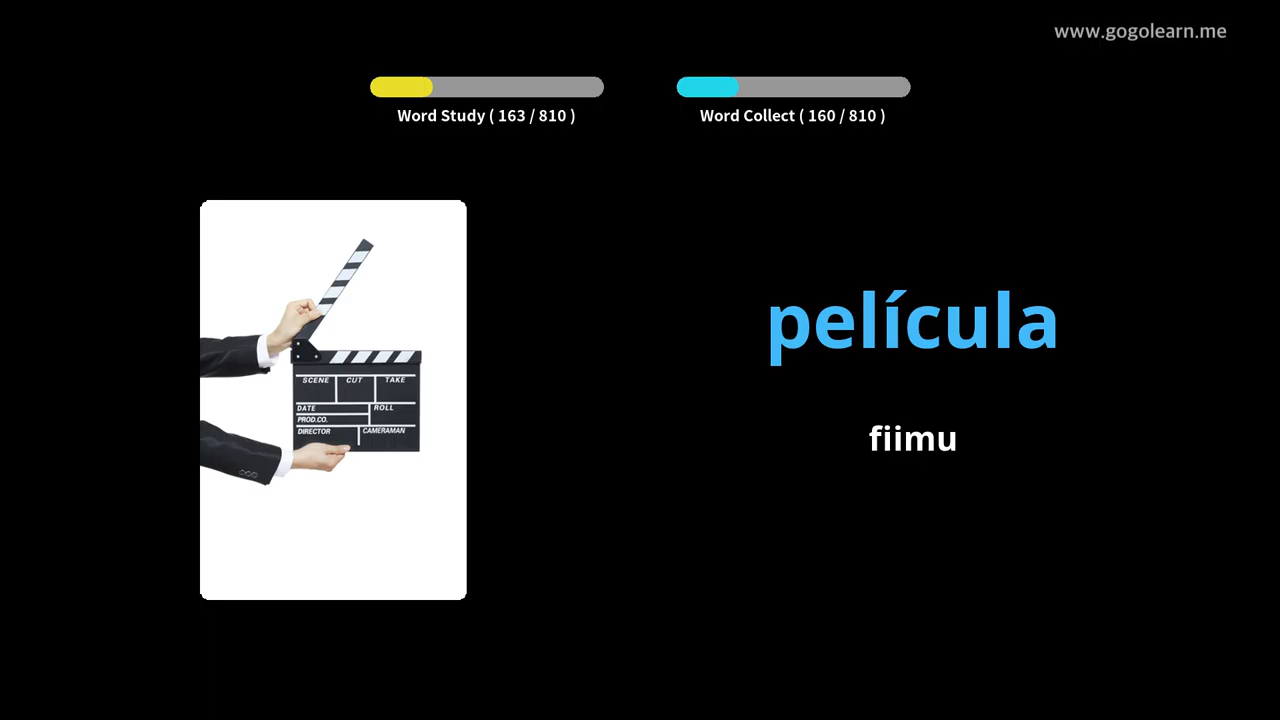 www.gogolearn.me
Word Study ( 163 / 810 )
Word Collect ( 160 / 810 )
película
fiimu
SCENE CUT TAKE
DATE ROLL
PROD.CO.
DIRECTOR CAMERAMAN